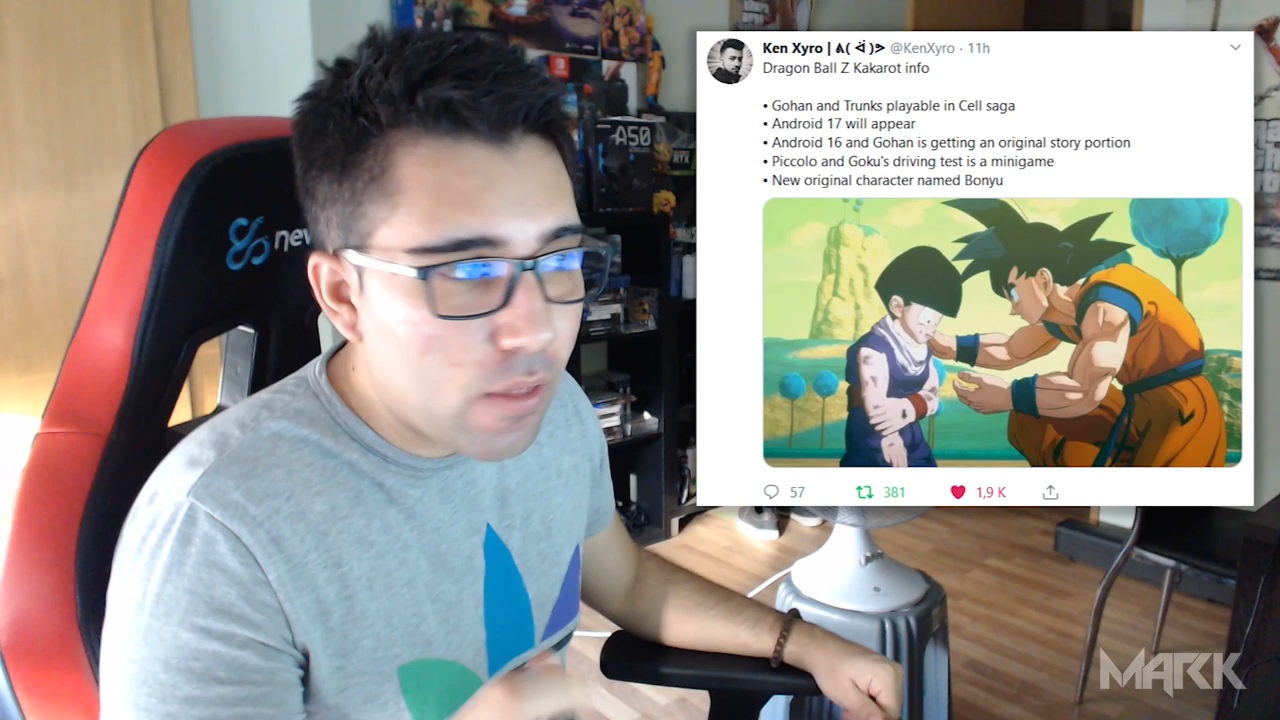 Ken Xyro | ᕕ( ᐛ )ᕗ @KenXyro · 11h
Dragon Ball Z Kakarot info
• Gohan and Trunks playable in Cell saga
• Android 17 will appear
• Android 16 and Gohan is getting an original story portion
• Piccolo and Goku's driving test is a minigame
• New original character named Bonyu
57
381
1,9 K
A50
RTX
new
MARK